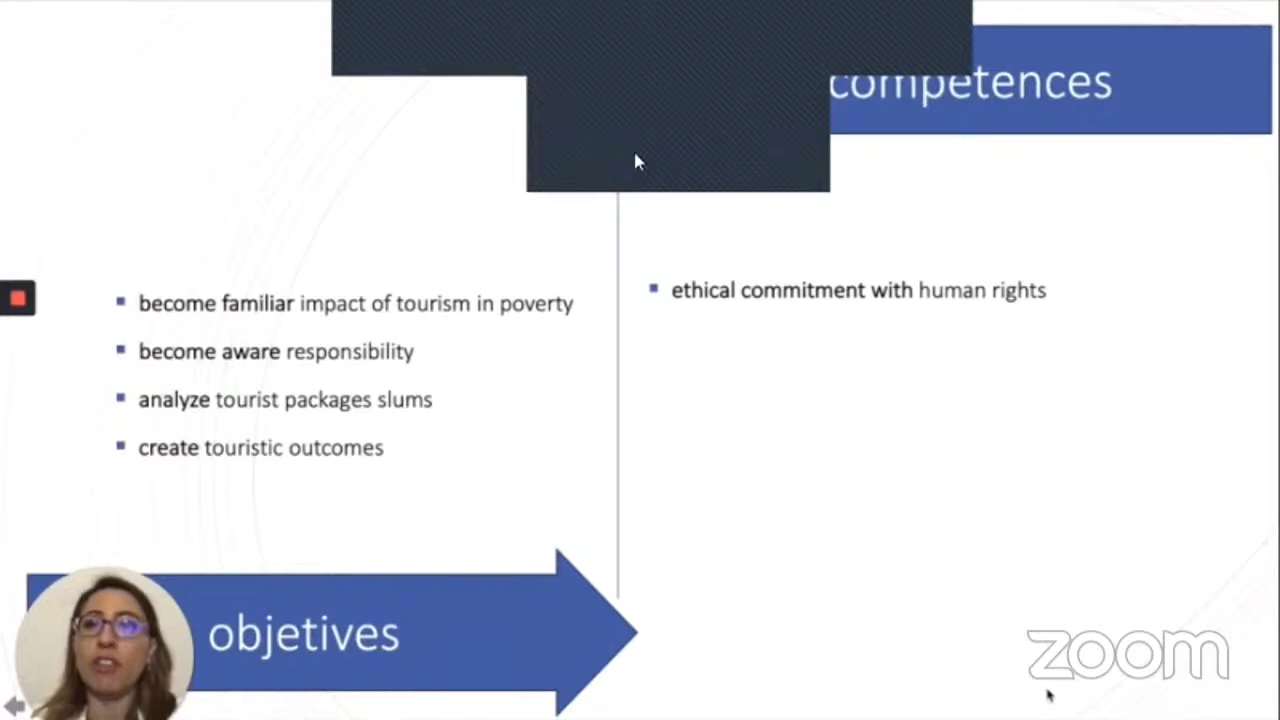 competences
become familiar impact of tourism in poverty
become aware responsibility
analyze tourist packages slums
create touristic outcomes
ethical commitment with human rights
objetives
zoom